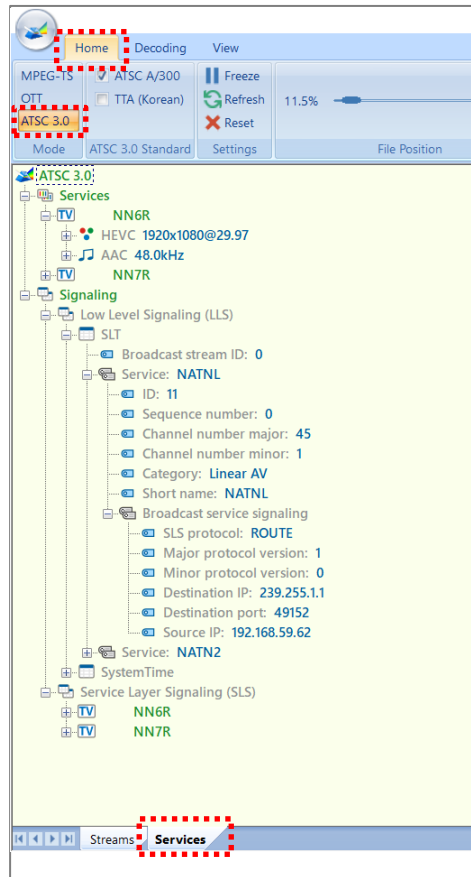 Home Decoding View
MPEG-TS ATSC A/300 Freeze
OTT TTA (Korean) Refresh 11.5%
ATSC 3.0 Reset
Mode ATSC 3.0 Standard Settings File Position
ATSC 3.0
Services
TV NN6R
HEVC 1920x1080@29.97
AAC 48.0kHz
TV NN7R
Signaling
Low Level Signaling (LLS)
SLT
Broadcast stream ID: 0
Service: NATNL
ID: 11
Sequence number: 0
Channel number major: 45
Channel number minor: 1
Category: Linear AV
Short name: NATNL
Broadcast service signaling
SLS protocol: ROUTE
Major protocol version: 1
Minor protocol version: 0
Destination IP: 239.255.1.1
Destination port: 49152
Source IP: 192.168.59.62
Service: NATN2
SystemTime
Service Layer Signaling (SLS)
TV NN6R
TV NN7R
Streams Services